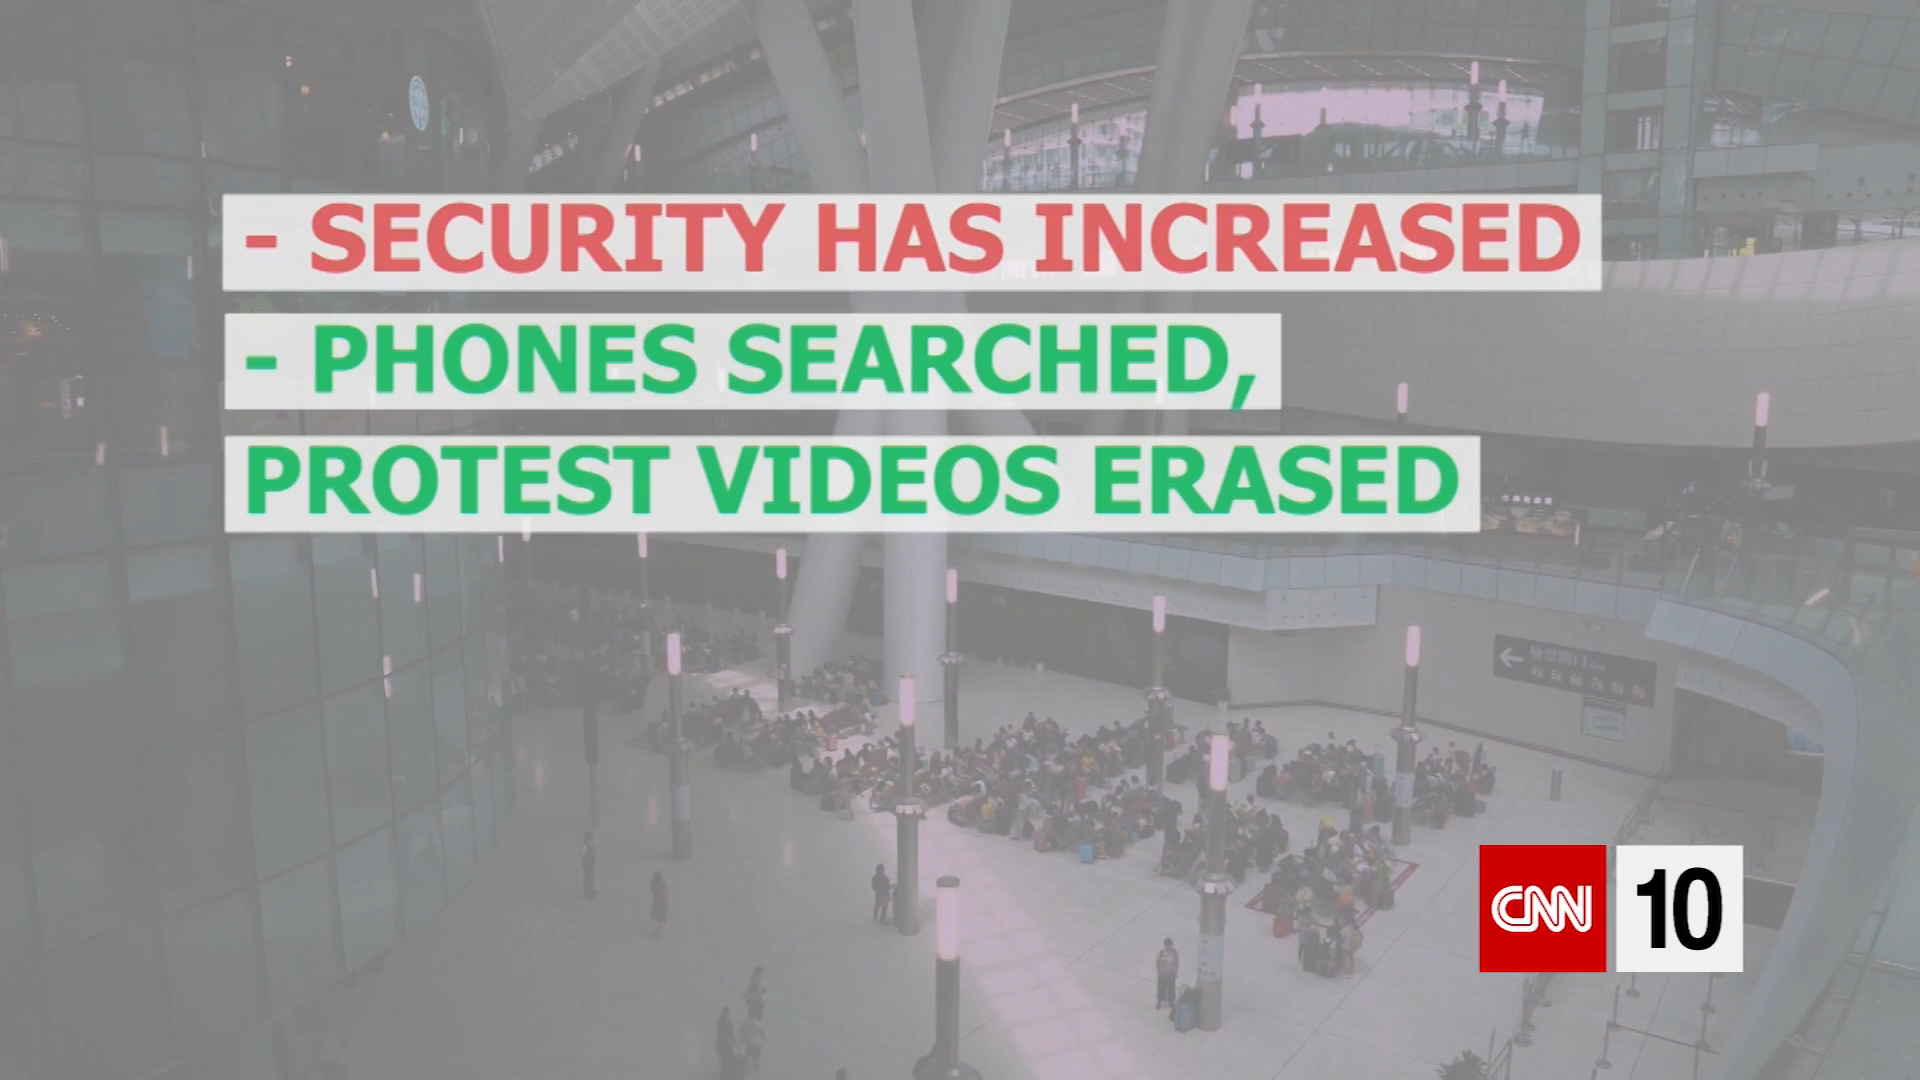 - SECURITY HAS INCREASED
- PHONES SEARCHED,
PROTEST VIDEOS ERASED
CNN 10